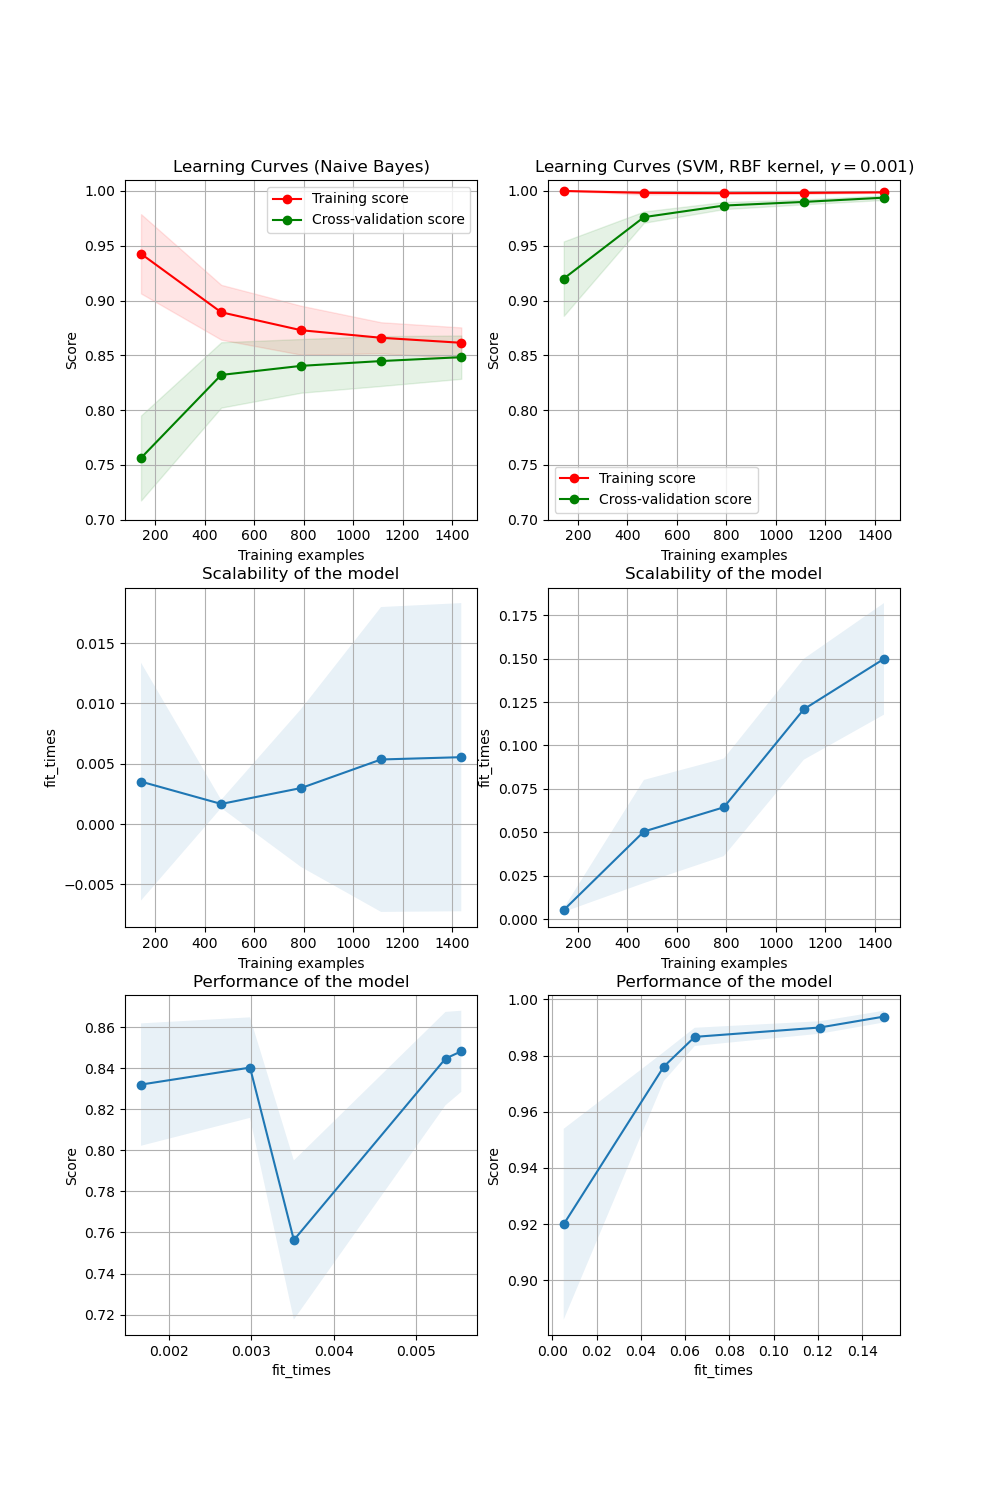 Learning Curves (Naive Bayes)
Score
1.00
0.95
0.90
0.85
0.80
0.75
0.70
Training score
Cross-validation score
200 400 600 800 1000 1200 1400
Training examples
Learning Curves (SVM, RBF kernel, γ = 0.001)
Score
1.00
0.95
0.90
0.85
0.80
0.75
0.70
Training score
Cross-validation score
200 400 600 800 1000 1200 1400
Training examples
Scalability of the model
fit_times
0.015
0.010
0.005
0.000
−0.005
200 400 600 800 1000 1200 1400
Training examples
Scalability of the model
fit_times
0.175
0.150
0.125
0.100
0.075
0.050
0.025
0.000
200 400 600 800 1000 1200 1400
Training examples
Performance of the model
Score
0.86
0.84
0.82
0.80
0.78
0.76
0.74
0.72
0.002 0.003 0.004 0.005
fit_times
Performance of the model
Score
1.00
0.98
0.96
0.94
0.92
0.90
0.00 0.02 0.04 0.06 0.08 0.10 0.12 0.14
fit_times